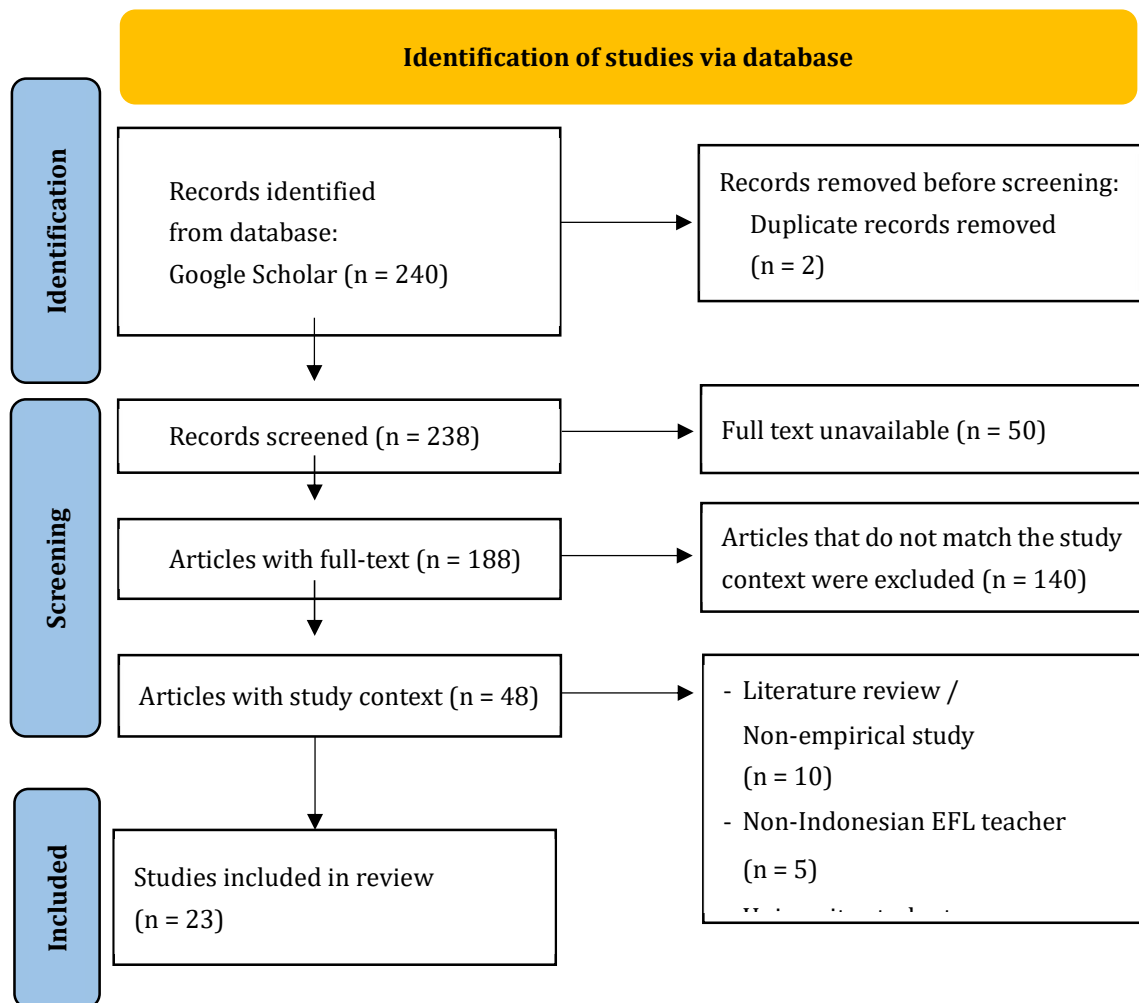 Identification of studies via database
Identification
Records identified
from database:
Google Scholar (n = 240)
Records removed before screening:
Duplicate records removed
(n = 2)
Screening
Records screened (n = 238)
Full text unavailable (n = 50)
Articles with full-text (n = 188)
Articles that do not match the study
context were excluded (n = 140)
Articles with study context (n = 48)
- Literature review /
Non-empirical study
(n = 10)
- Non-Indonesian EFL teacher
(n = 5)
Included
Studies included in review
(n = 23)